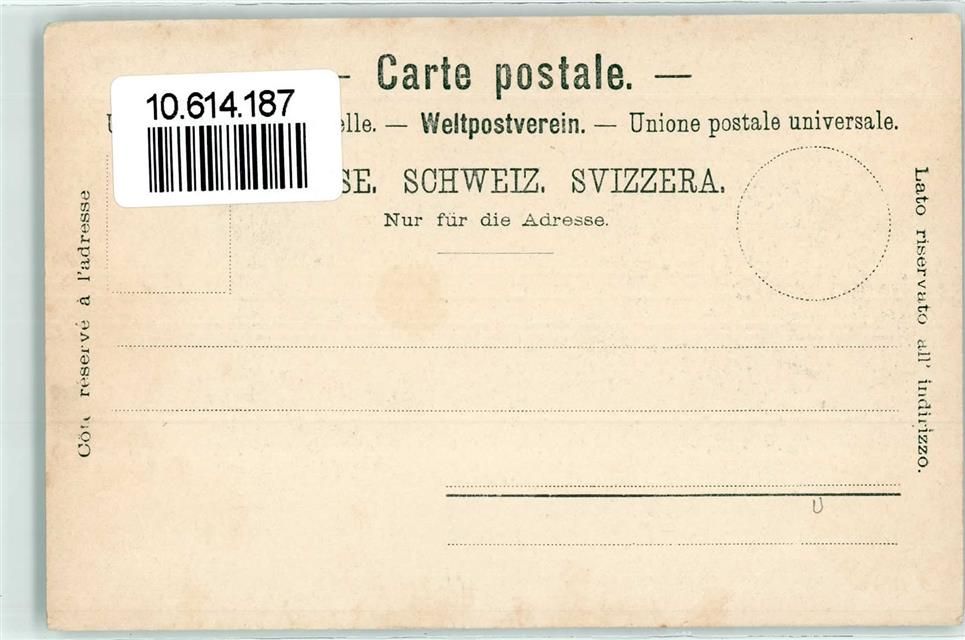 — Carte postale. —
10.614.187
elle. — Weltpostverein. — Unione postale universale.
SE. SCHWEIZ. SVIZZERA.
Nur für die Adresse.
Côté réservé à l'adresse
Lato riservato all' indirizzo.
U